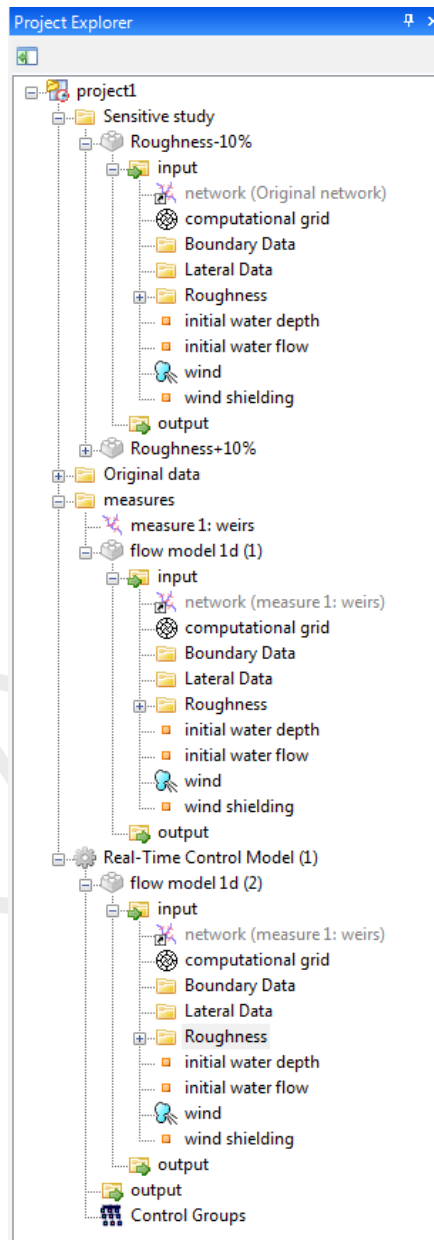 Project Explorer
project1
Sensitive study
Roughness-10%
input
network (Original network)
computational grid
Boundary Data
Lateral Data
Roughness
initial water depth
initial water flow
wind
wind shielding
output
Roughness+10%
Original data
measures
measure 1: weirs
flow model 1d (1)
input
network (measure 1: weirs)
computational grid
Boundary Data
Lateral Data
Roughness
initial water depth
initial water flow
wind
wind shielding
output
Real-Time Control Model (1)
flow model 1d (2)
input
network (measure 1: weirs)
computational grid
Boundary Data
Lateral Data
Roughness
initial water depth
initial water flow
wind
wind shielding
output
output
Control Groups